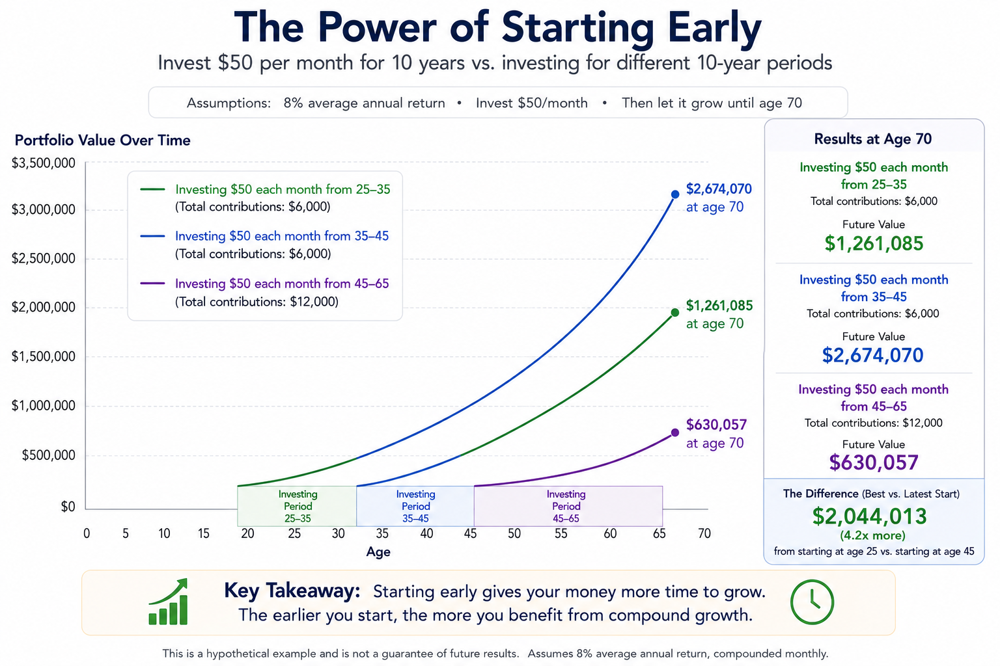 The Power of Starting Early
Invest $50 per month for 10 years vs. investing for different 10-year periods
Assumptions: 8% average annual return • Invest $50/month • Then let it grow until age 70
Portfolio Value Over Time
$3,500,000
$3,000,000
$2,500,000
$2,000,000
$1,500,000
$1,000,000
$500,000
$0
Investing $50 each month from 25–35
(Total contributions: $6,000)
Investing $50 each month from 35–45
(Total contributions: $6,000)
Investing $50 each month from 45–65
(Total contributions: $12,000)
$2,674,070
at age 70
$1,261,085
at age 70
$630,057
at age 70
Investing
Period
25–35
Investing
Period
35–45
Investing
Period
45–65
0 5 10 15 20 25 30 35 40 45 50 55 60 65 70
Age
Results at Age 70
Investing $50 each month
from 25–35
Total contributions: $6,000
Future Value
$1,261,085
Investing $50 each month
from 35–45
Total contributions: $6,000
Future Value
$2,674,070
Investing $50 each month
from 45–65
Total contributions: $12,000
Future Value
$630,057
The Difference (Best vs. Latest Start)
$2,044,013
(4.2x more)
from starting at age 25 vs. starting at age 45
Key Takeaway: Starting early gives your money more time to grow.
The earlier you start, the more you benefit from compound growth.
This is a hypothetical example and is not a guarantee of future results. Assumes 8% average annual return, compounded monthly.